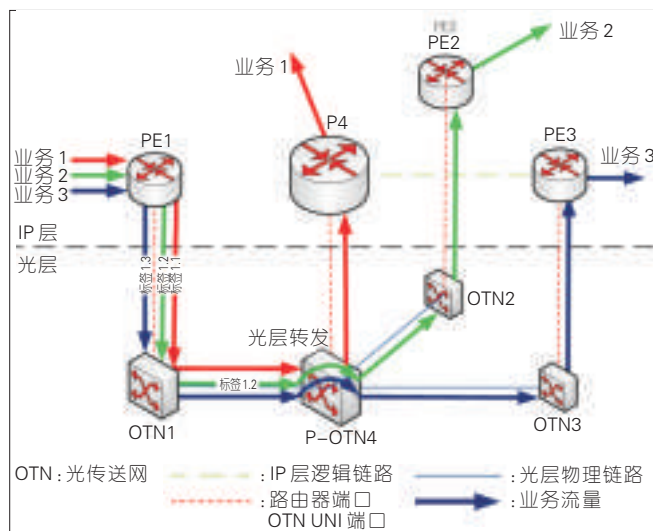 PE2
业务 2
业务 1
P4
PE1
PE3
业务 1
业务 2
业务 3
业务 3
IP 层
光层
标签1.3
标签1.2
标签1.1
OTN2
光层转发
标签1.2
OTN1
P-OTN4
OTN3
OTN : 光传送网
: IP 层逻辑链路
: 光层物理链路
: 路由器端口
OTN UNI 端口
: 业务流量